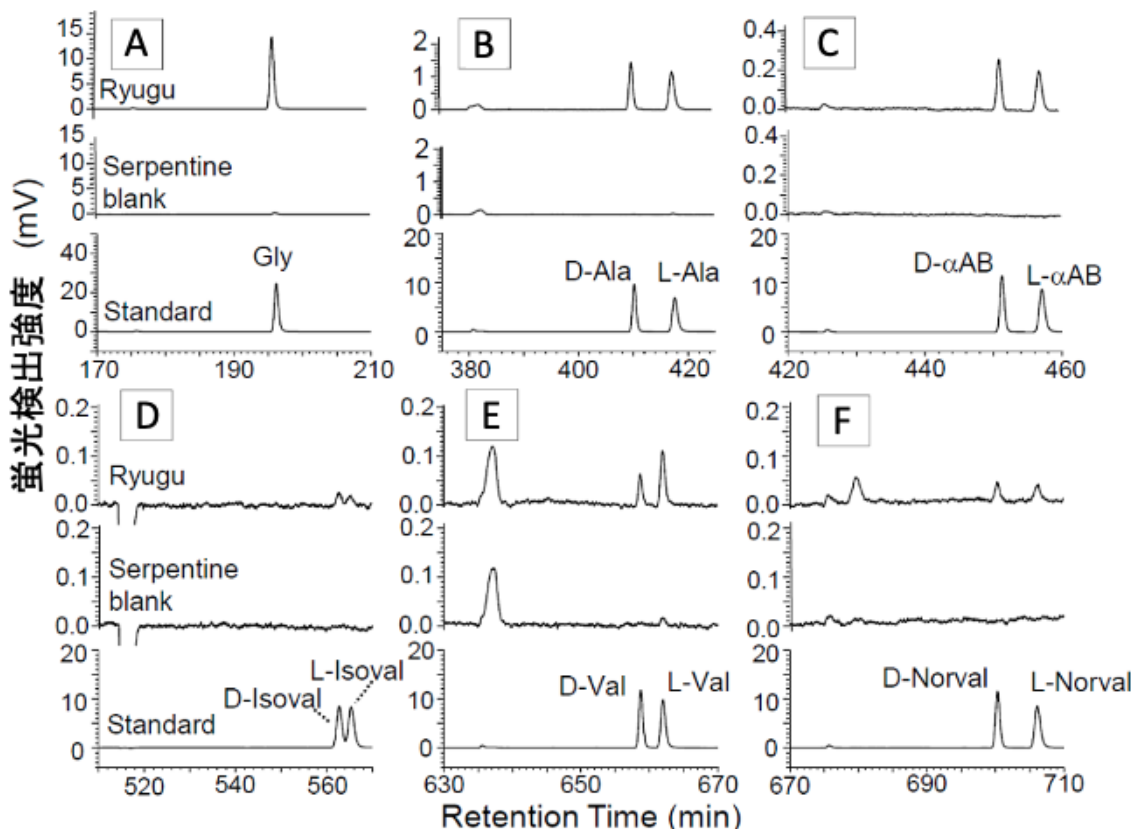 A
B
C
15
10
5
0
Ryugu
2
1
0
0.4
0.2
0.0
15
10
5
0
Serpentine
blank
2
1
0
0.4
0.2
0.0
40
20
0
Gly
Standard
20
10
0
D-Ala
L-Ala
20
10
0
D-αAB
L-αAB
170
190
210
380
400
420
420
440
460
蛍光検出強度 (mV)
D
E
F
0.2
0.1
0.0
Ryugu
0.2
0.1
0.0
0.2
0.1
0.0
0.2
0.1
0.0
Serpentine
blank
0.2
0.1
0.0
0.2
0.1
0.0
20
10
0
L-Isoval
D-Isoval
Standard
20
10
0
D-Val
L-Val
20
10
0
D-Norval
L-Norval
520
540
560
630
650
670
670
690
710
Retention Time (min)